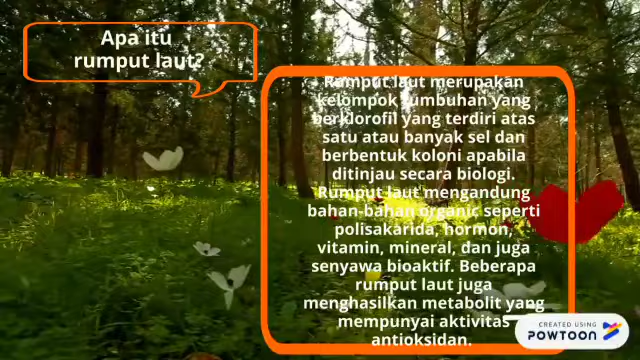 Apa itu
rumput laut?
Rumput laut merupakan
kelompok tumbuhan yang
berklorofil yang terdiri atas
satu atau banyak sel dan
berbentuk koloni apabila
ditinjau secara biologi.
Rumput laut mengandung
bahan-bahan organic seperti
polisakarida, hormon,
vitamin, mineral, dan juga
senyawa bioaktif. Beberapa
rumput laut juga
menghasilkan metabolit yang
mempunyai aktivitas
antioksidan.
CREATED USING
POWTOON